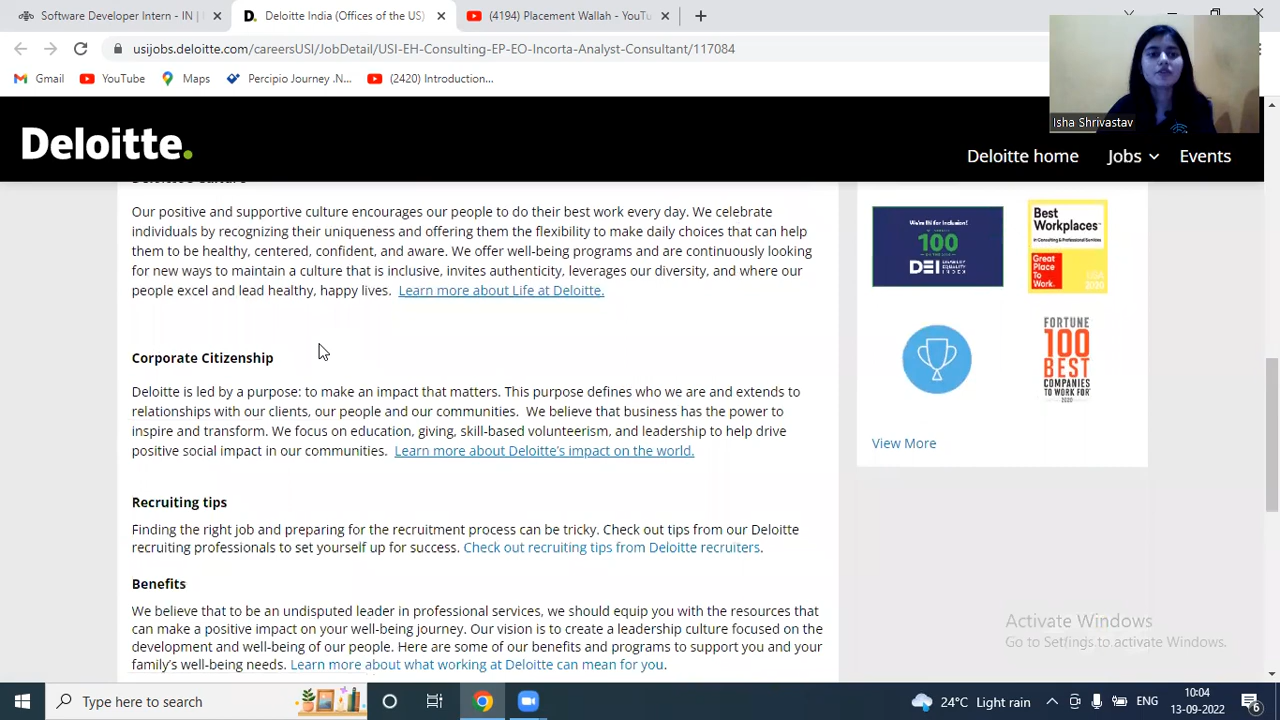 Software Developer Intern - IN |
Deloitte India (Offices of the US)
(4194) Placement Wallah - YouTu
usijobs.deloitte.com/careersUSI/JobDetail/USI-EH-Consulting-EP-EO-Incorta-Analyst-Consultant/117084
Gmail
YouTube
Maps
Percipio Journey .N...
(2420) Introduction...
Isha Shrivastav
Deloitte.
Deloitte home
Jobs
Events
Deloitte's culture
Our positive and supportive culture encourages our people to do their best work every day. We celebrate
individuals by recognizing their uniqueness and offering them the flexibility to make daily choices that can help
them to be healthy, centered, confident, and aware. We offer well-being programs and are continuously looking
for new ways to maintain a culture that is inclusive, invites authenticity, leverages our diversity, and where our
people excel and lead healthy, happy lives. Learn more about Life at Deloitte.
Corporate Citizenship
Deloitte is led by a purpose: to make an impact that matters. This purpose defines who we are and extends to
relationships with our clients, our people and our communities. We believe that business has the power to
inspire and transform. We focus on education, giving, skill-based volunteerism, and leadership to help drive
positive social impact in our communities. Learn more about Deloitte's impact on the world.
Recruiting tips
Finding the right job and preparing for the recruitment process can be tricky. Check out tips from our Deloitte
recruiting professionals to set yourself up for success. Check out recruiting tips from Deloitte recruiters.
Benefits
We believe that to be an undisputed leader in professional services, we should equip you with the resources that
can make a positive impact on your well-being journey. Our vision is to create a leadership culture focused on the
development and well-being of our people. Here are some of our benefits and programs to support you and your
family's well-being needs. Learn more about what working at Deloitte can mean for you.
We're IN for Inclusion!
100
DEI
Best
Workplaces
in Consulting & Professional Services
Great
Place
To
Work.
USA
2020
FORTUNE
100
BEST
COMPANIES
TO WORK FOR
2020
View More
Activate Windows
Go to Settings to activate Windows.
Type here to search
24°C Light rain
ENG
10:04
13-09-2022
6